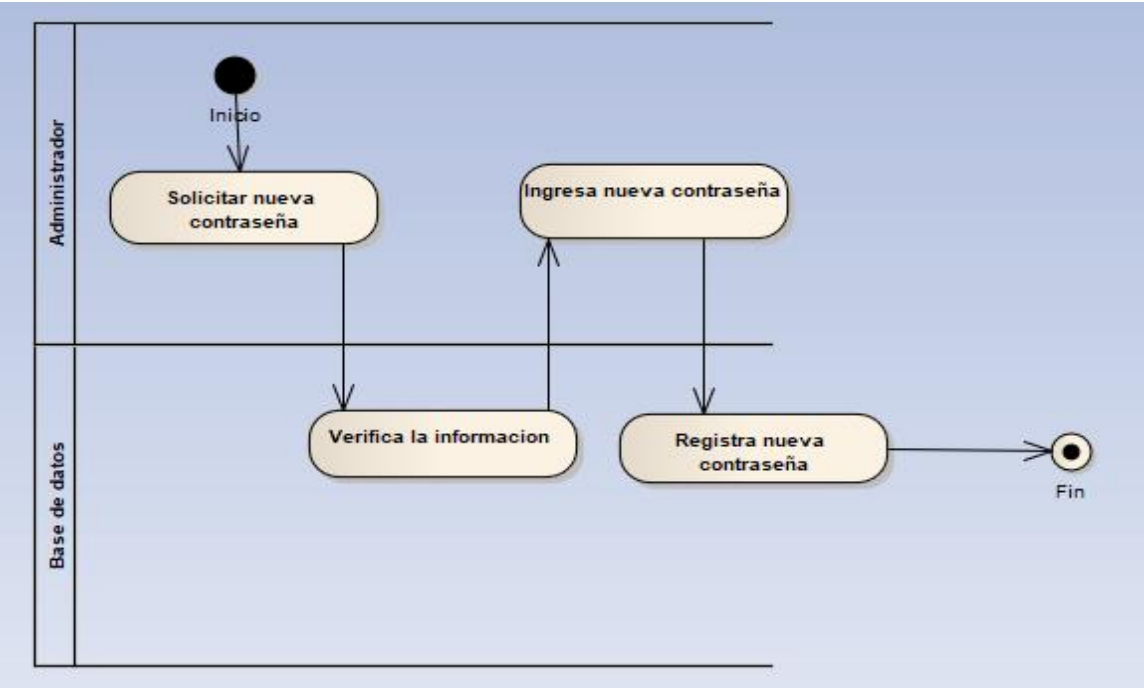 Administrador
Inicio
Solicitar nueva
contraseña
Ingresa nueva contraseña
Base de datos
Verifica la informacion
Registra nueva
contraseña
Fin